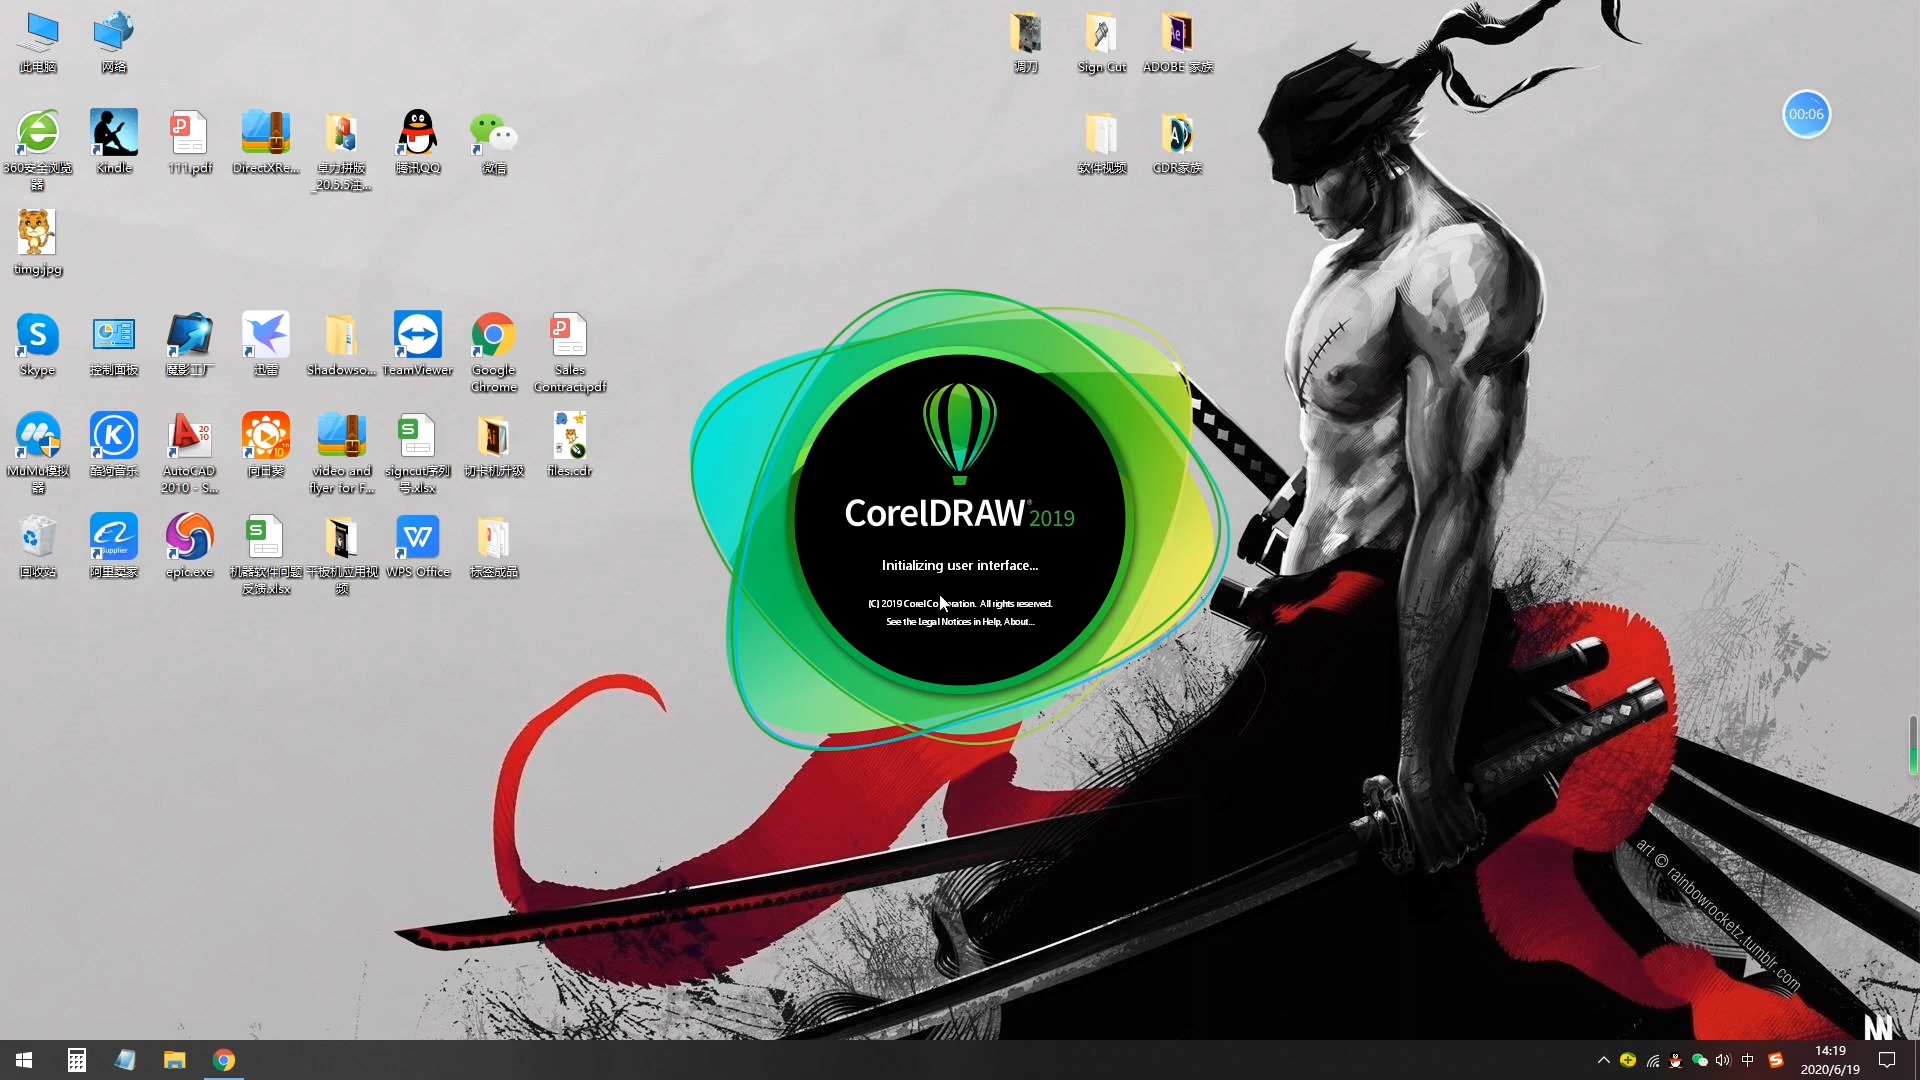 此电脑
网络
调刀
Sign Cut
ADOBE 家族
00:06
360安全浏览
器
Kindle
111.pdf
DirectXRe...
卓力拼版
_20.5.5注...
腾讯QQ
微信
软件视频
CDR家族
timg.jpg
Skype
控制面板
魔影工厂
迅雷
Shadowso...
TeamViewer
Google
Chrome
Sales
Contract.pdf
MuMu模拟
器
酷狗音乐
AutoCAD
2010 - S...
向日葵
video and
flyer for F...
signcut序列
号.xlsx
切卡机升级
files.cdr
回收站
阿里卖家
epic.exe
机器软件问题
反馈.xlsx
平板机应用视
频
WPS Office
标签成品
CorelDRAW® 2019
Initializing user interface...
(C) 2019 Corel Corporation. All rights reserved.
See the Legal Notices in Help, About...
art © rainbowrocketz.tumblr.com
中
14:19
2020/6/19